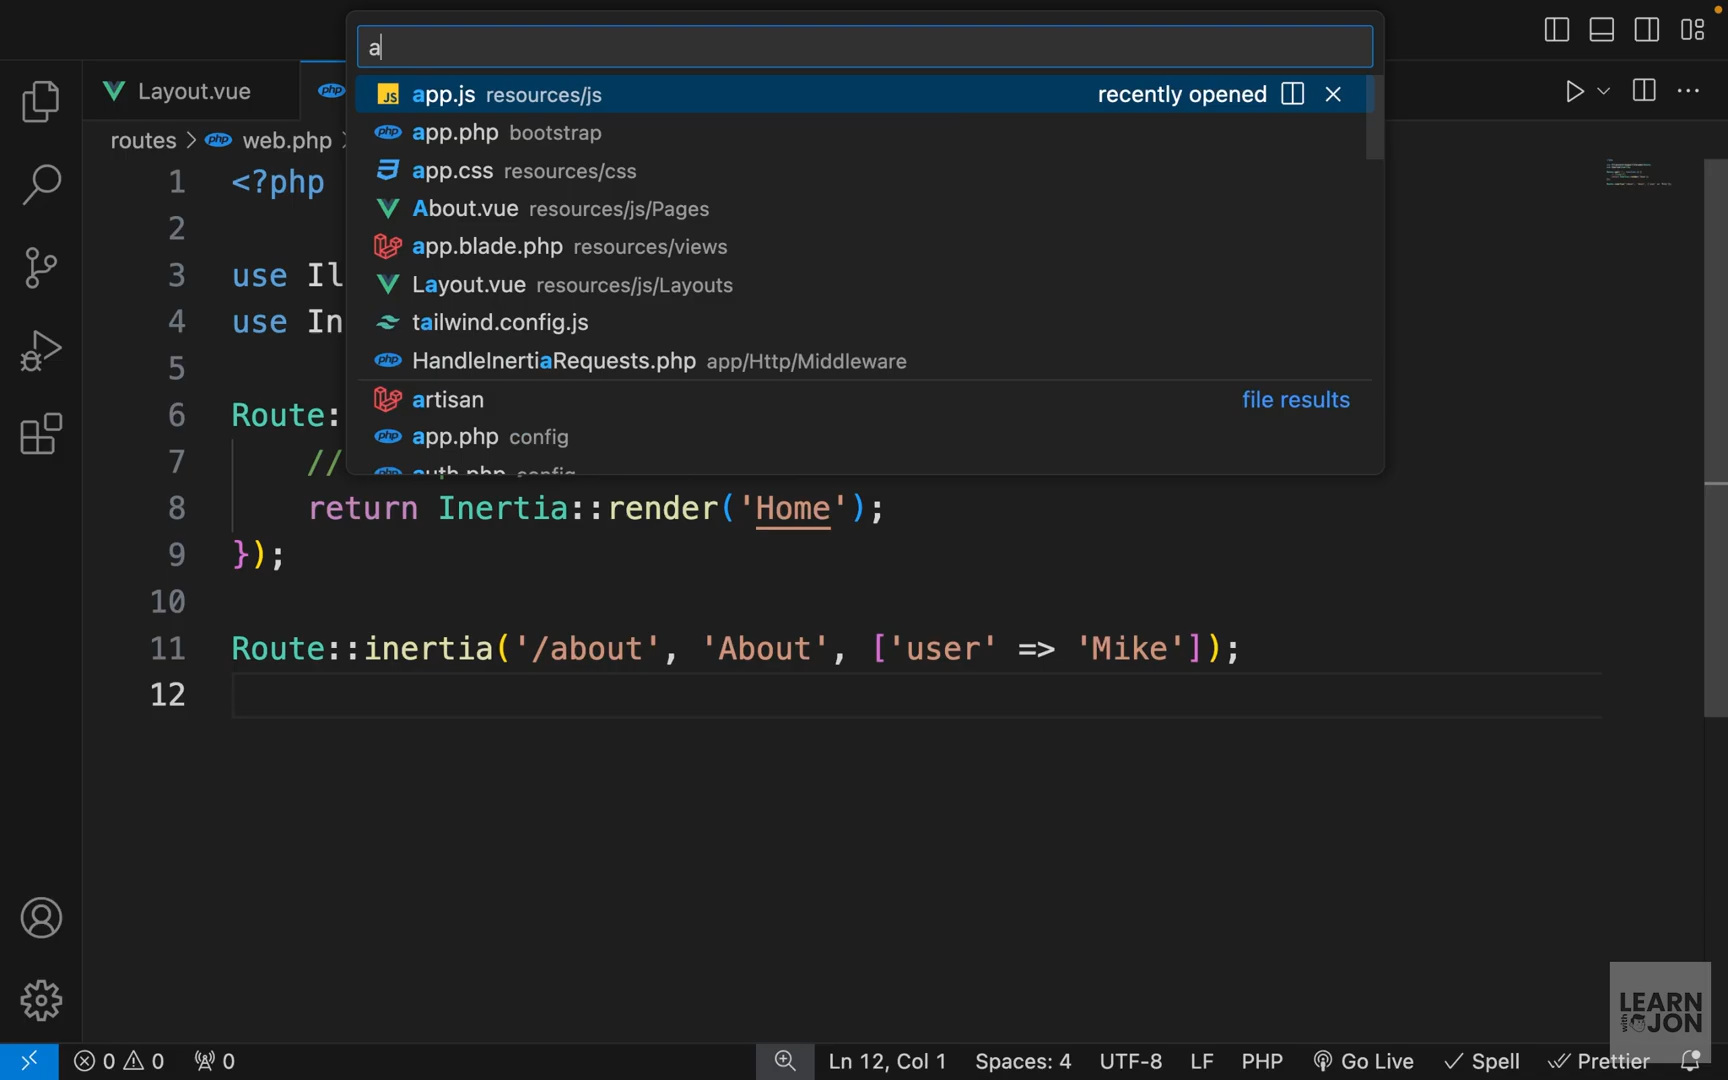 a
Layout.vue
app.js resources/js recently opened
app.php bootstrap
app.css resources/css
About.vue resources/js/Pages
app.blade.php resources/views
Layout.vue resources/js/Layouts
tailwind.config.js
HandleInertiaRequests.php app/Http/Middleware
artisan file results
app.php config
auth.php config
routes > web.php >
1 <?php
2
3 use Il
4 use In
5
6 Route:
7 //
8 return Inertia::render('Home');
9 });
10
11 Route::inertia('/about', 'About', ['user' => 'Mike']);
12
LEARN
with JON
0 0 0 Ln 12, Col 1 Spaces: 4 UTF-8 LF PHP Go Live Spell Prettier